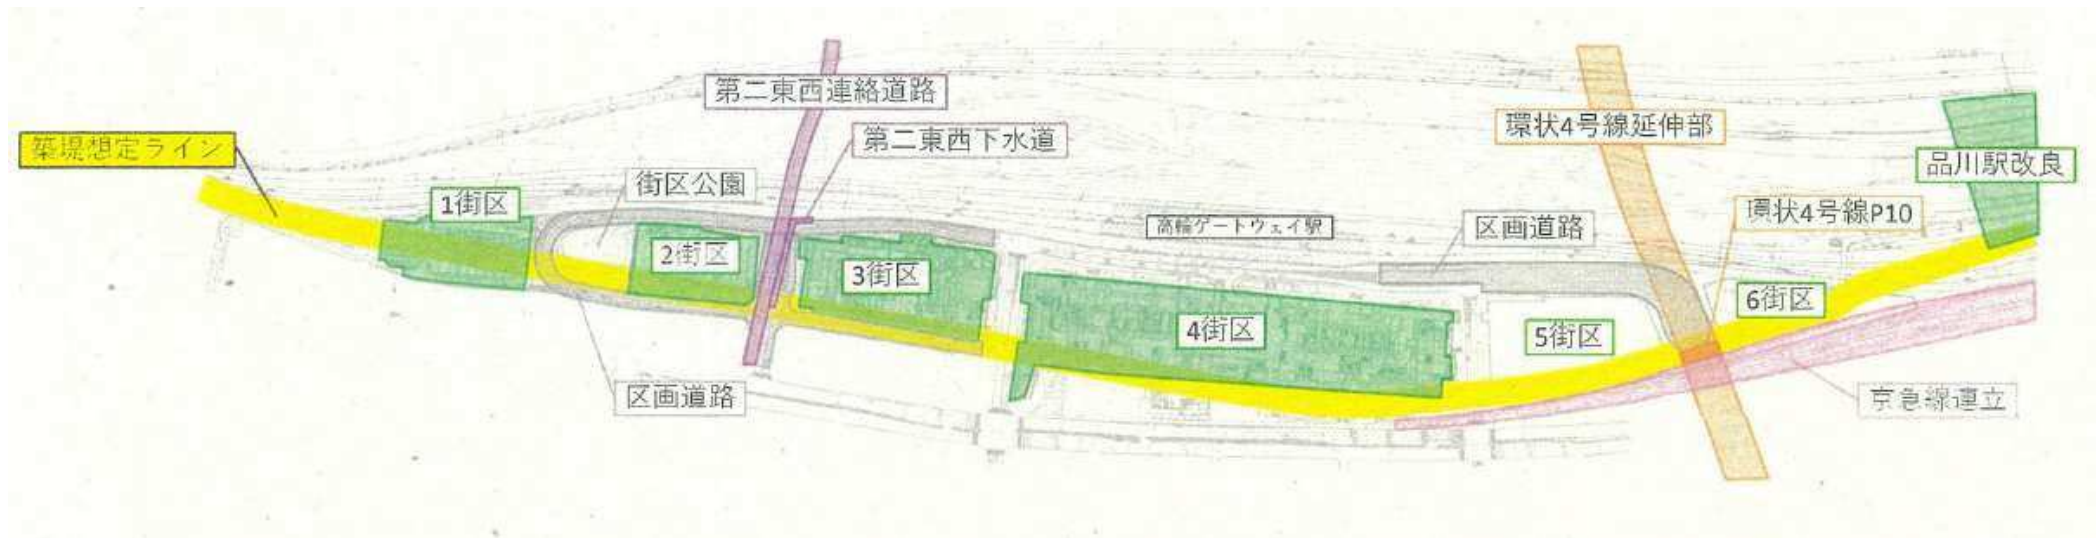 築堤想定ライン
1街区
街区公園
2街区
第二東西連絡道路
第二東西下水道
3街区
区画道路
高輪ゲートウェイ駅
4街区
区画道路
5街区
環状4号線延伸部
環状4号線P10
6街区
品川駅改良
京急線連立